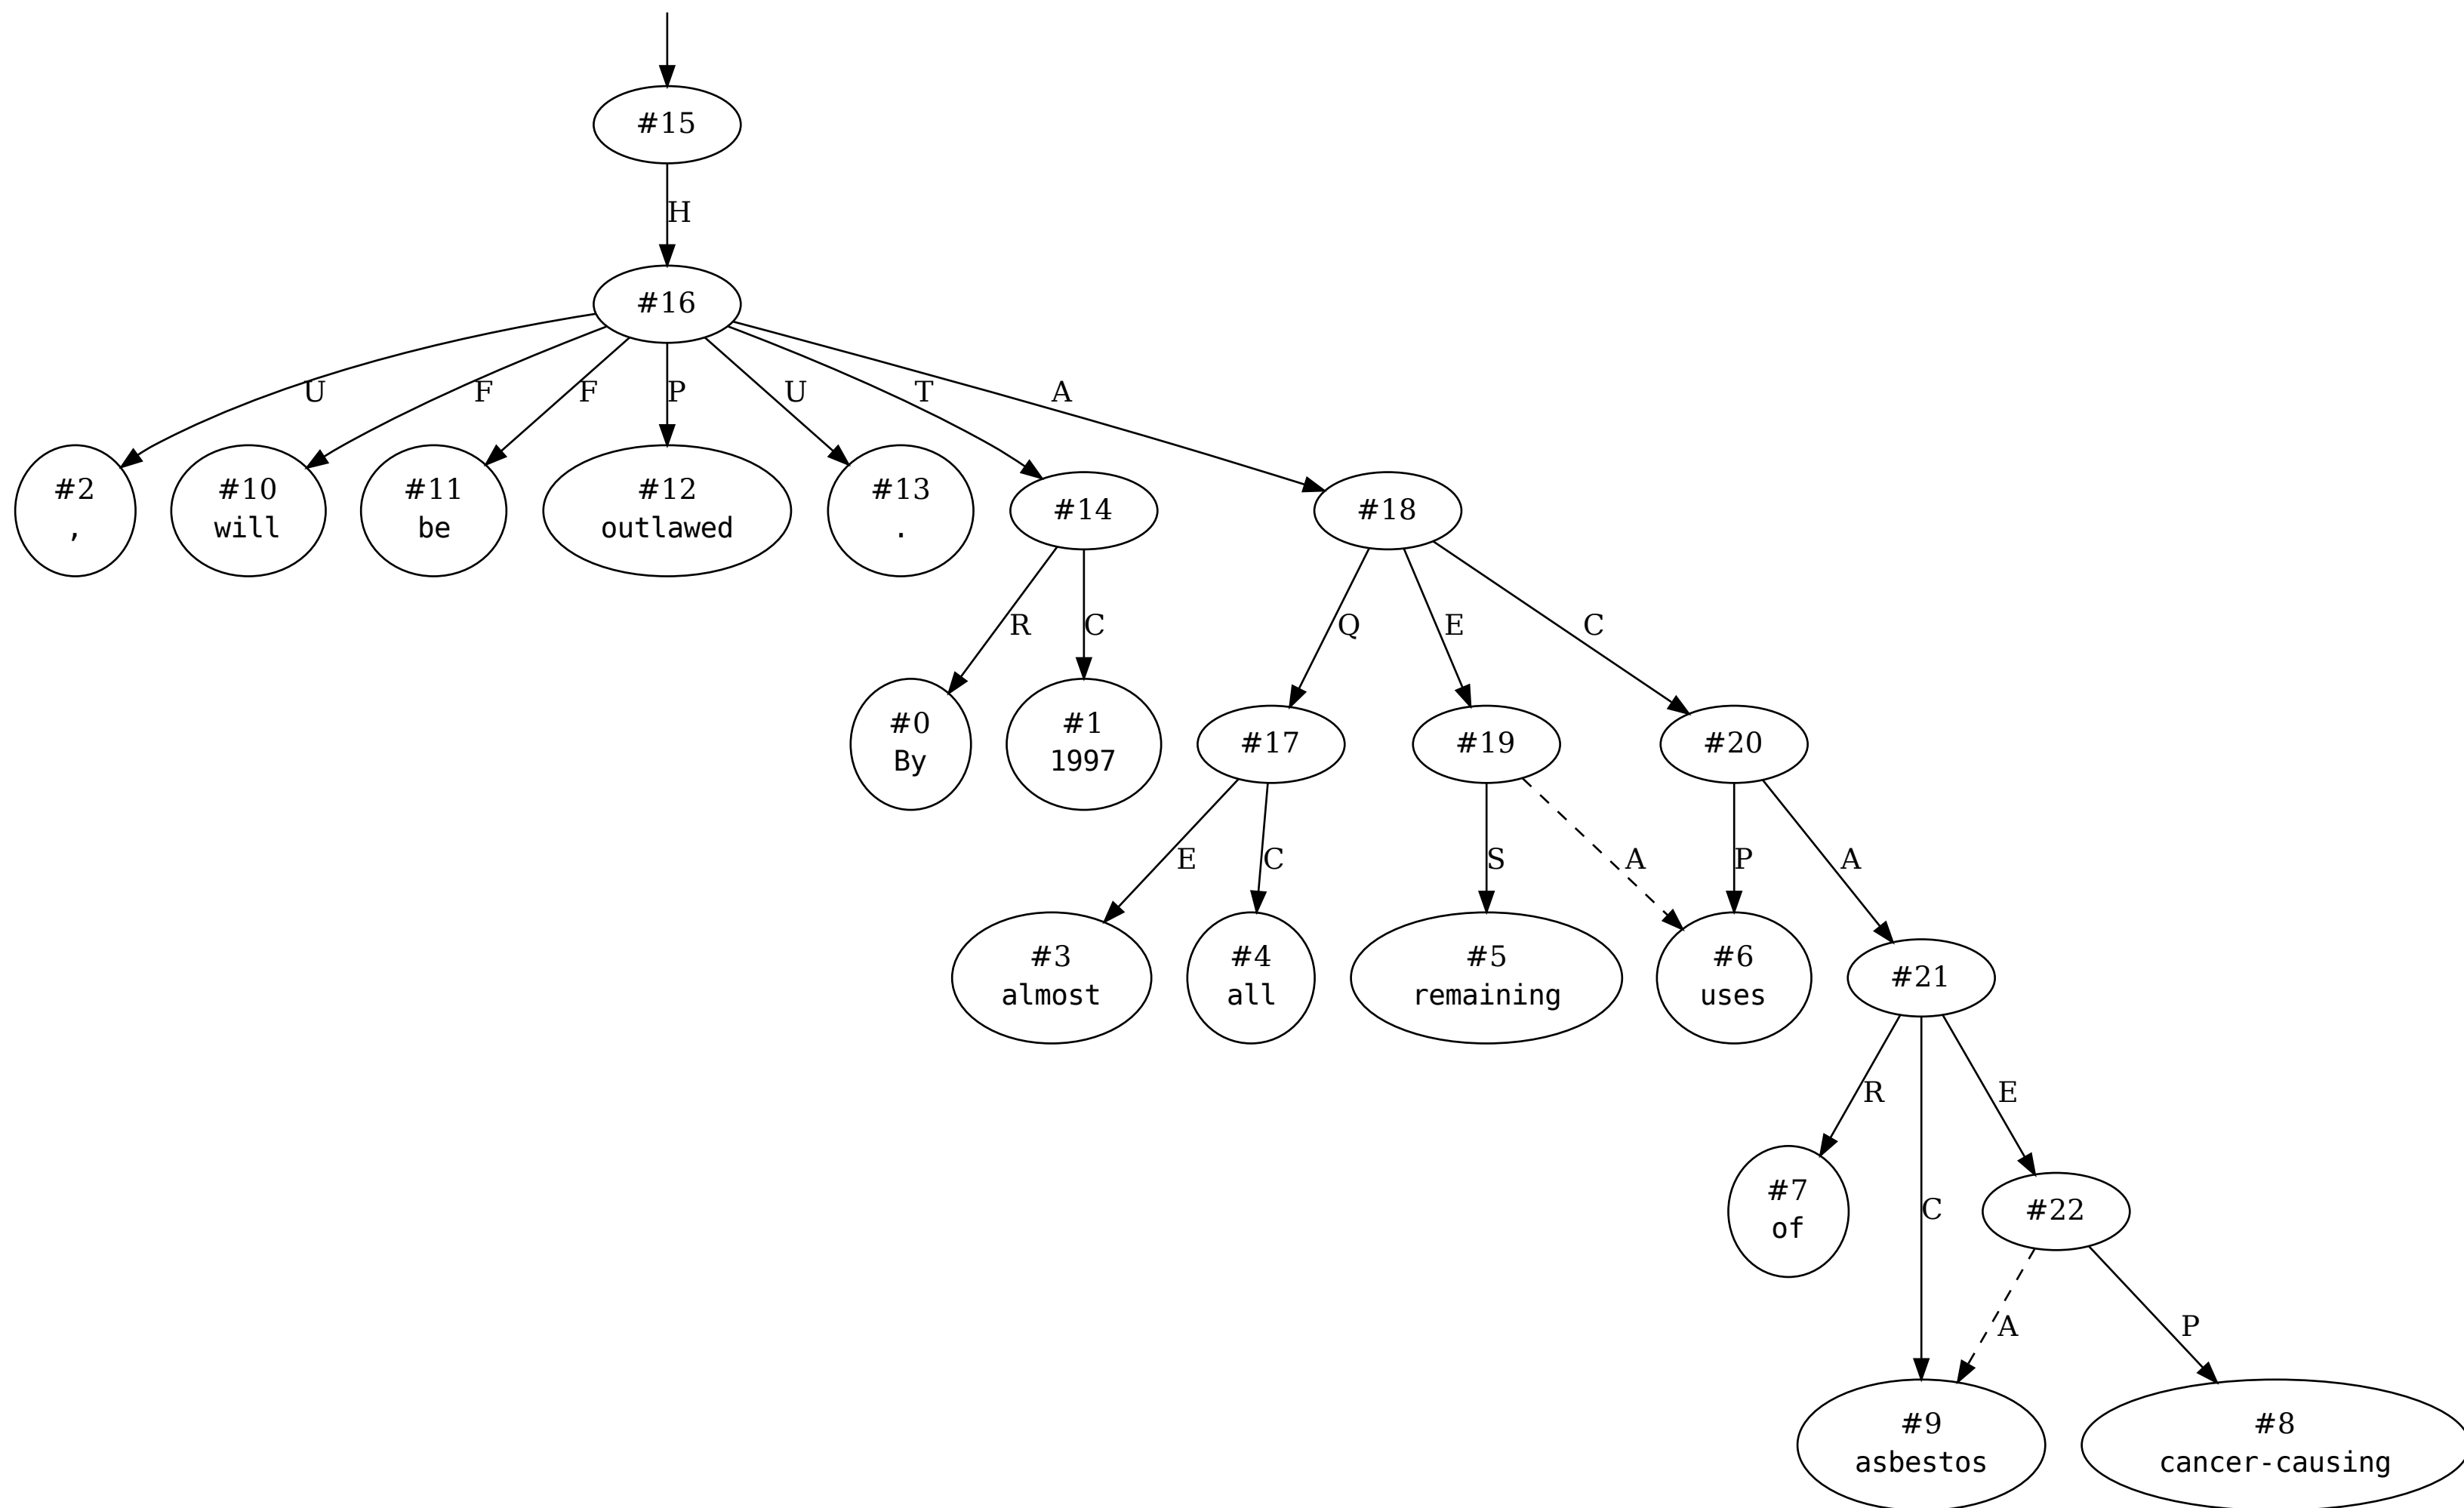 #15
H
#16
U F F P U T A
#2 #10 #11 #12 #13 #14 #18
, will be outlawed .
R C Q E C
#0 #1 #17 #19 #20
By 1997
E C S A P A
#3 #4 #5 #6 #21
almost all remaining uses
R C E
#7 #22
of
A P
#9 #8
asbestos cancer-causing